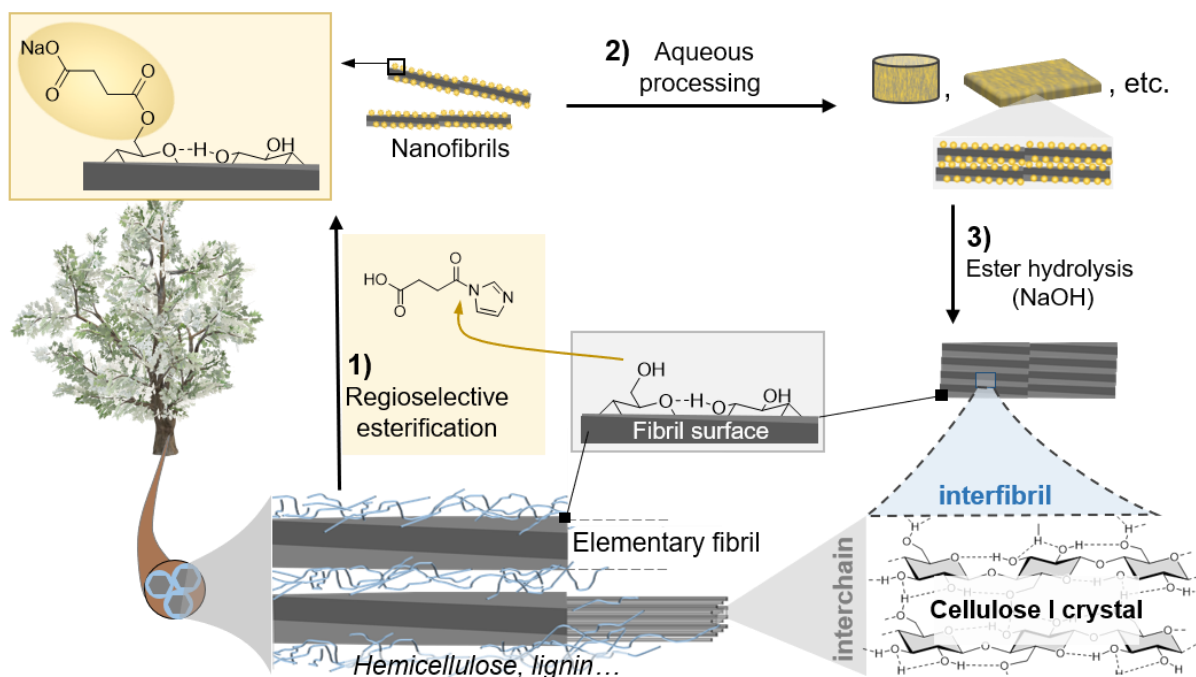 NaO
O
O
O
O
O--H
O
OH
Nanofibrils
2) Aqueous
processing
,
, etc.
3)
Ester hydrolysis
(NaOH)
HO
O
O
N
N
1)
Regioselective
esterification
OH
O--H
O
OH
Fibril surface
Elementary fibril
Hemicellulose, lignin…
interfibril
interchain
Cellulose I crystal